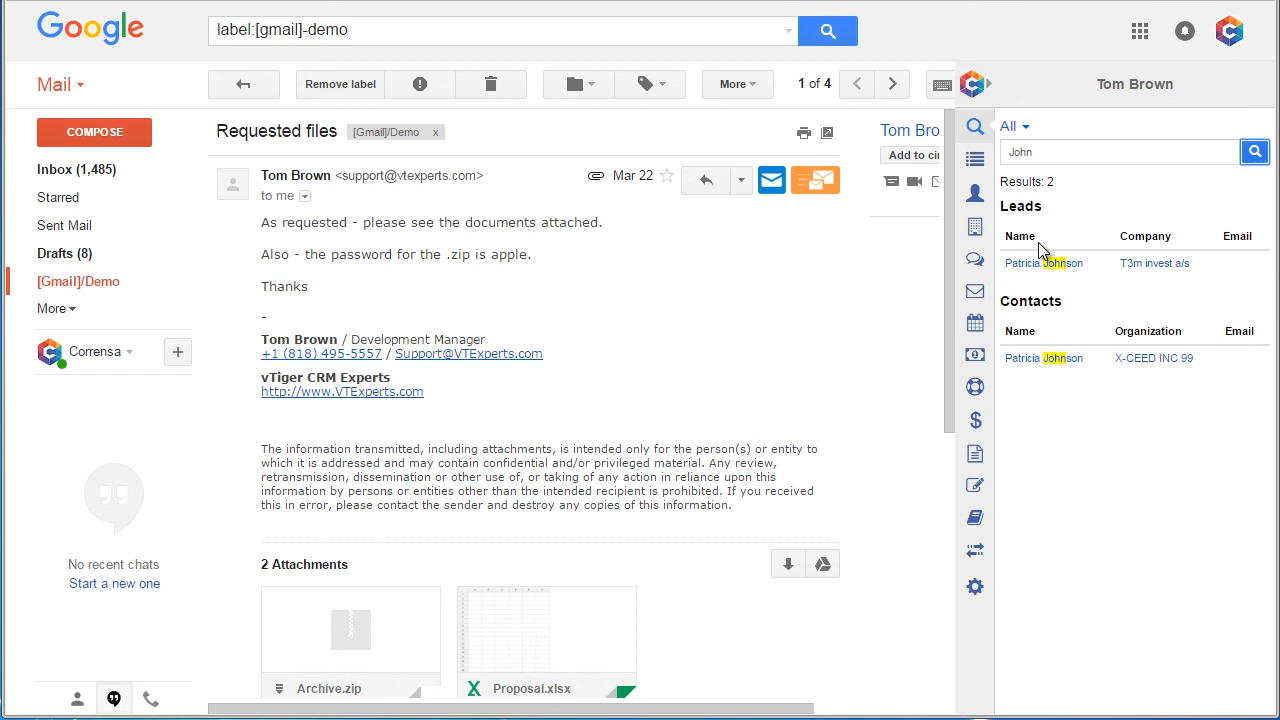 Google
label:[gmail]-demo
Mail
Remove label
More
1 of 4
Tom Brown
COMPOSE
Inbox (1,485)
Starred
Sent Mail
Drafts (8)
[Gmail]/Demo
More
Corrensa
No recent chats
Start a new one
Requested files
[Gmail]/Demo x
Tom Brown <support@vtexperts.com>
Mar 22
to me
As requested - please see the documents attached.
Also - the password for the .zip is apple.
Thanks
-
Tom Brown / Development Manager
+1 (818) 495-5557 / Support@VTExperts.com
vTiger CRM Experts
http://www.VTExperts.com
The information transmitted, including attachments, is intended only for the person(s) or entity to
which it is addressed and may contain confidential and/or privileged material. Any review,
retransmission, dissemination or other use of, or taking of any action in reliance upon this
information by persons or entities other than the intended recipient is prohibited. If you received
this in error, please contact the sender and destroy any copies of this information.
2 Attachments
Archive.zip
Proposal.xlsx
Tom Bro
Add to cir
All
John
Results: 2
Leads
Name Company Email
Patricia Johnson T3m invest a/s
Contacts
Name Organization Email
Patricia Johnson X-CEED INC 99